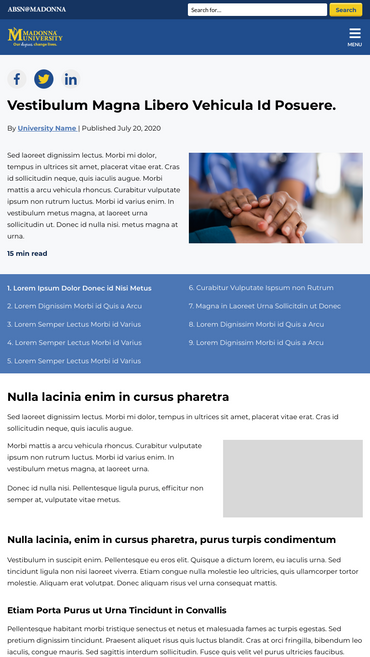 ABSN@MADONNA
Search for...
Search
MADONNA
UNIVERSITY
You deserve change lives.
MENU
Vestibulum Magna Libero Vehicula Id Posuere.
By University Name | Published July 20, 2020
Sed laoreet dignissim lectus. Morbi mi dolor,
tempus in ultrices sit amet, placerat vitae erat. Cras
id sollicitudin neque, quis iaculis augue. Morbi
mattis a arcu vehicula rhoncus. Curabitur vulputate
ipsum non rutrum luctus. Morbi id varius enim. In
vestibulum metus magna, at laoreet urna
sollicitudin ut. Donec id nulla nisi. metus magna at
urna.
15 min read
1. Lorem Ipsum Dolor Donec id Nisi Metus
2. Lorem Dignissim Morbi id Quis a Arcu
3. Lorem Semper Lectus Morbi id Varius
4. Lorem Semper Lectus Morbi id Varius
5. Lorem Semper Lectus Morbi id Varius
6. Curabitur Vulputate Ispsum non Rutrum
7. Magna in Laoreet Urna Sollicitdin ut Donec
8. Lorem Dignissim Morbi id Quis a Arcu
9. Lorem Dignissim Morbi id Quis a Arcu
Nulla lacinia enim in cursus pharetra
Sed laoreet dignissim lectus. Morbi mi dolor, tempus in ultrices sit amet, placerat vitae erat. Cras id
sollicitudin neque, quis iaculis augue.
Morbi mattis a arcu vehicula rhoncus. Curabitur vulputate
ipsum non rutrum luctus. Morbi id varius enim. In
vestibulum metus magna, at laoreet urna.
Donec id nulla nisi. Pellentesque ligula purus, efficitur non
semper at, vulputate vitae metus.
Nulla lacinia, enim in cursus pharetra, purus turpis condimentum
Vestibulum in suscipit enim. Pellentesque eu eros elit. Quisque a dictum lorem, eu iaculis urna. Sed
tincidunt ligula non nisi laoreet viverra. Etiam congue nulla molestie leo ultricies, quis ullamcorper tortor
molestie. Aliquam erat volutpat. Donec aliquam risus vel urna consequat mattis.
Etiam Porta Purus ut Urna Tincidunt in Convallis
Pellentesque habitant morbi tristique senectus et netus et malesuada fames ac turpis egestas. Sed
pretium dignissim tincidunt. Praesent aliquet risus quis luctus blandit. Cras at orci fringilla, bibendum leo
iaculis, congue mauris. Sed sagittis interdum sollicitudin. Fusce quis velit vel purus ultricies faucibus.